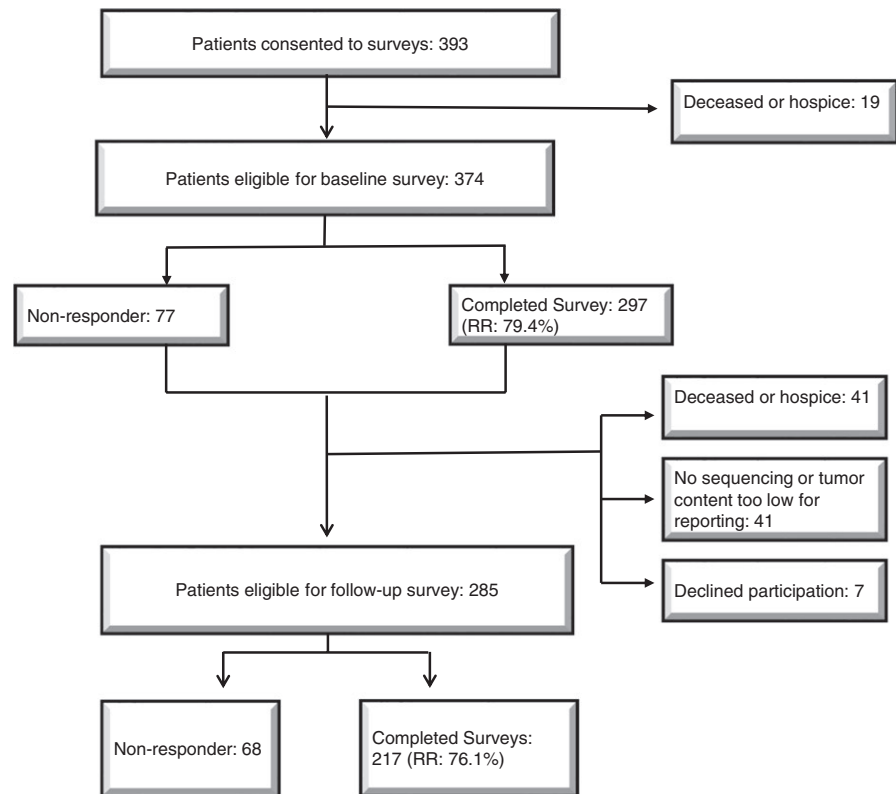 Patients consented to surveys: 393
Deceased or hospice: 19
Patients eligible for baseline survey: 374
Non-responder: 77
Completed Survey: 297
(RR: 79.4%)
Deceased or hospice: 41
No sequencing or tumor
content too low for
reporting: 41
Declined participation: 7
Patients eligible for follow-up survey: 285
Non-responder: 68
Completed Surveys:
217 (RR: 76.1%)